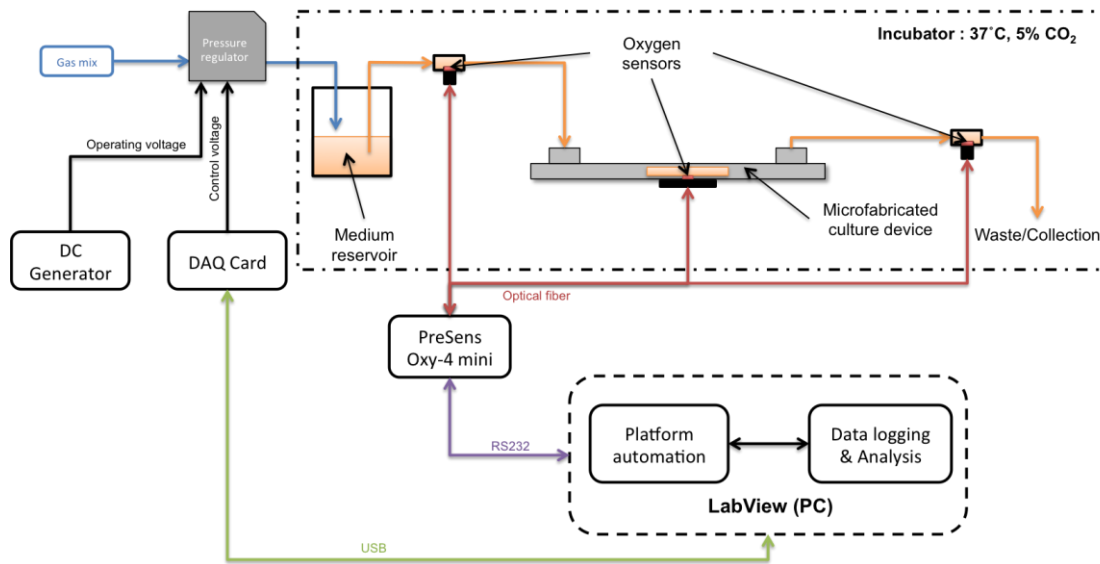 Incubator : 37˚C, 5% CO₂
Pressure
regulator
Gas mix
Oxygen
sensors
Operating voltage
Control voltage
Medium
reservoir
Microfabricated
culture device
Waste/Collection
DC
Generator
DAQ Card
Optical fiber
PreSens
Oxy-4 mini
RS232
Platform
automation
Data logging
& Analysis
LabView (PC)
USB